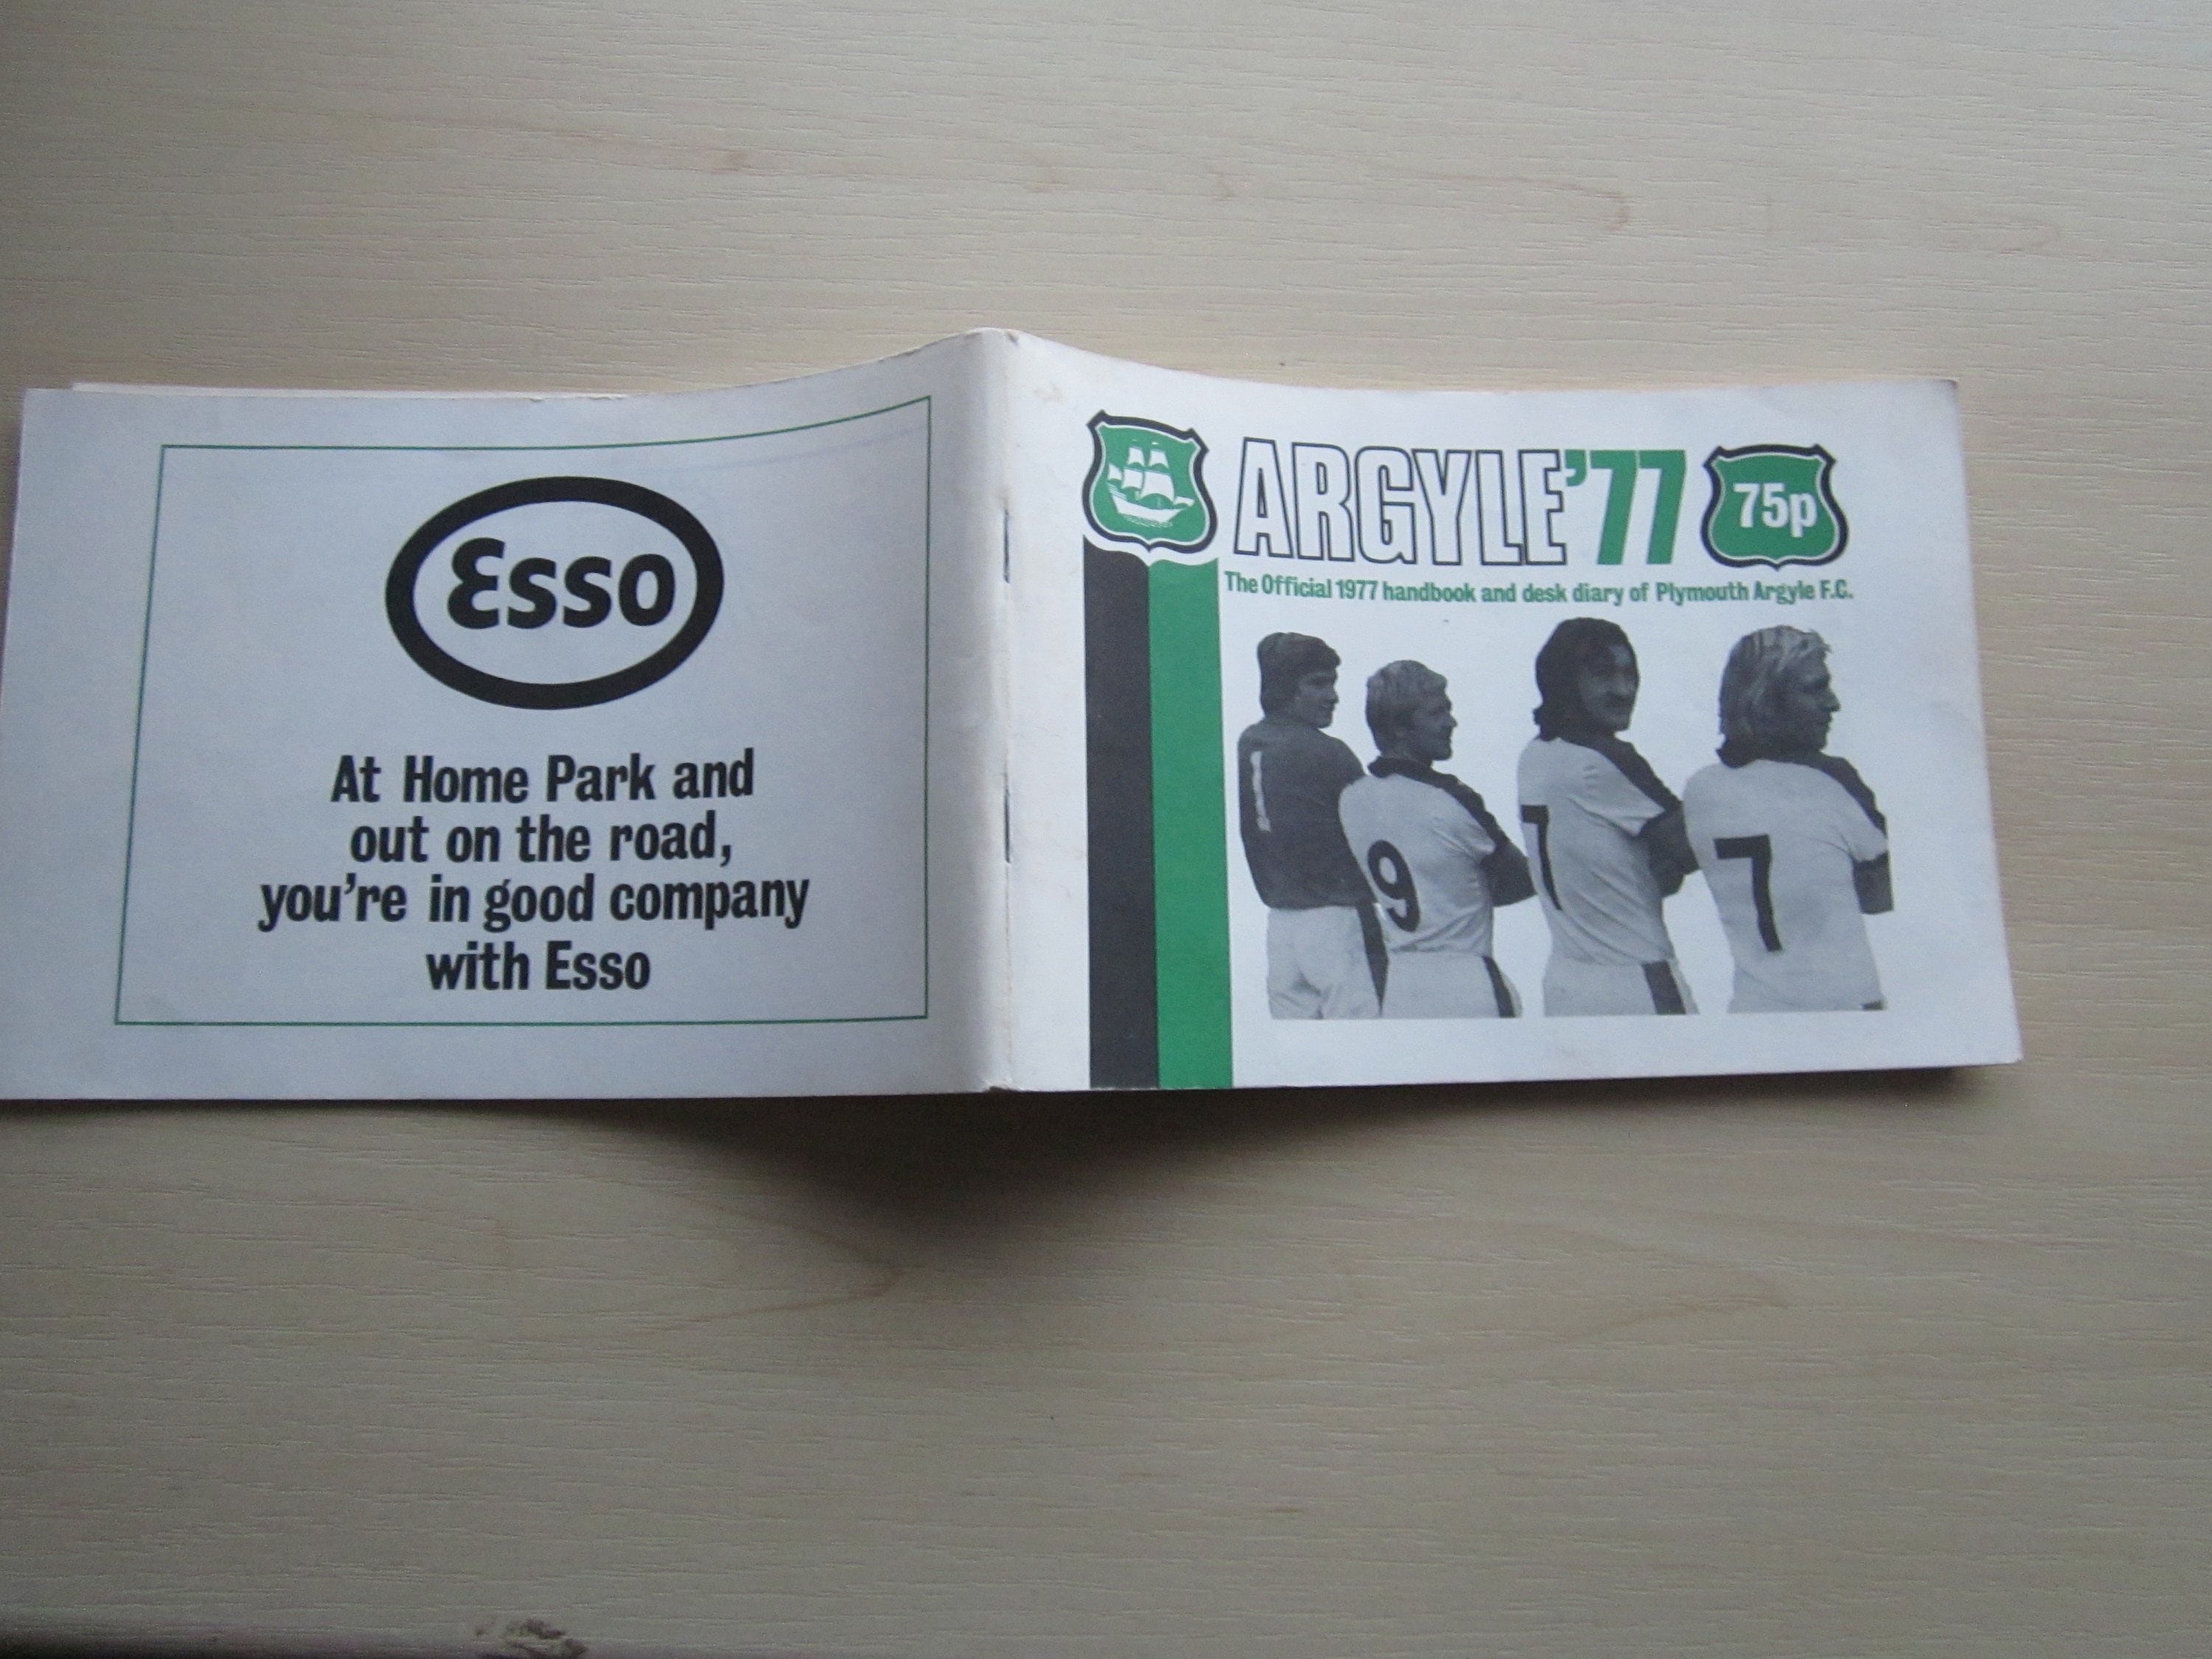 Esso
At Home Park and
out on the road,
you're in good company
with Esso
ARGYLE '77
75p
The Official 1977 handbook and desk diary of Plymouth Argyle F.C.
1
9
7
7